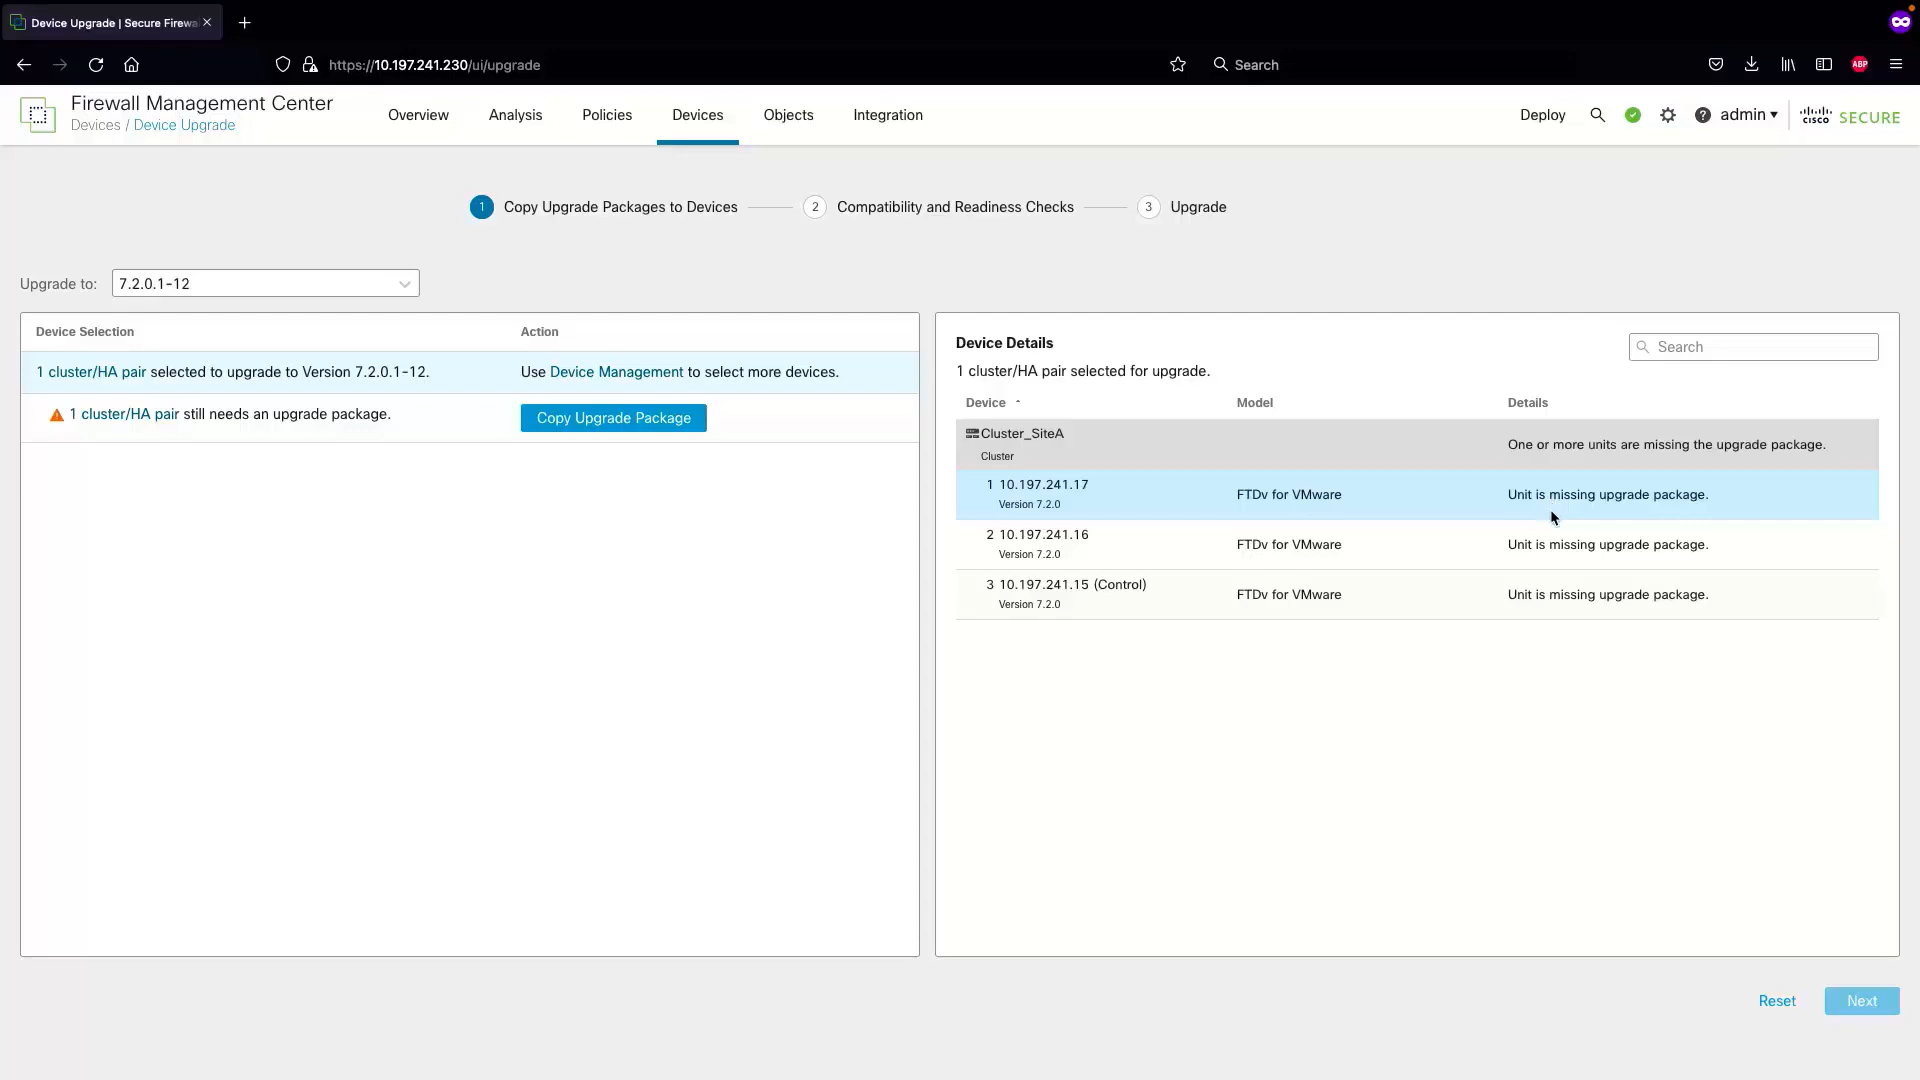 Device Upgrade | Secure Firewa
https://10.197.241.230/ui/upgrade
Search
ABP
Firewall Management Center
Devices / Device Upgrade
Overview
Analysis
Policies
Devices
Objects
Integration
Deploy
admin
cisco SECURE
1 Copy Upgrade Packages to Devices
2 Compatibility and Readiness Checks
3 Upgrade
Upgrade to: 7.2.0.1-12
Device Selection Action
1 cluster/HA pair selected to upgrade to Version 7.2.0.1-12. Use Device Management to select more devices.
1 cluster/HA pair still needs an upgrade package. Copy Upgrade Package
Device Details
Search
1 cluster/HA pair selected for upgrade.
Device Model Details
Cluster_SiteA
Cluster
One or more units are missing the upgrade package.
1 10.197.241.17
Version 7.2.0
FTDv for VMware
Unit is missing upgrade package.
2 10.197.241.16
Version 7.2.0
FTDv for VMware
Unit is missing upgrade package.
3 10.197.241.15 (Control)
Version 7.2.0
FTDv for VMware
Unit is missing upgrade package.
Reset
Next